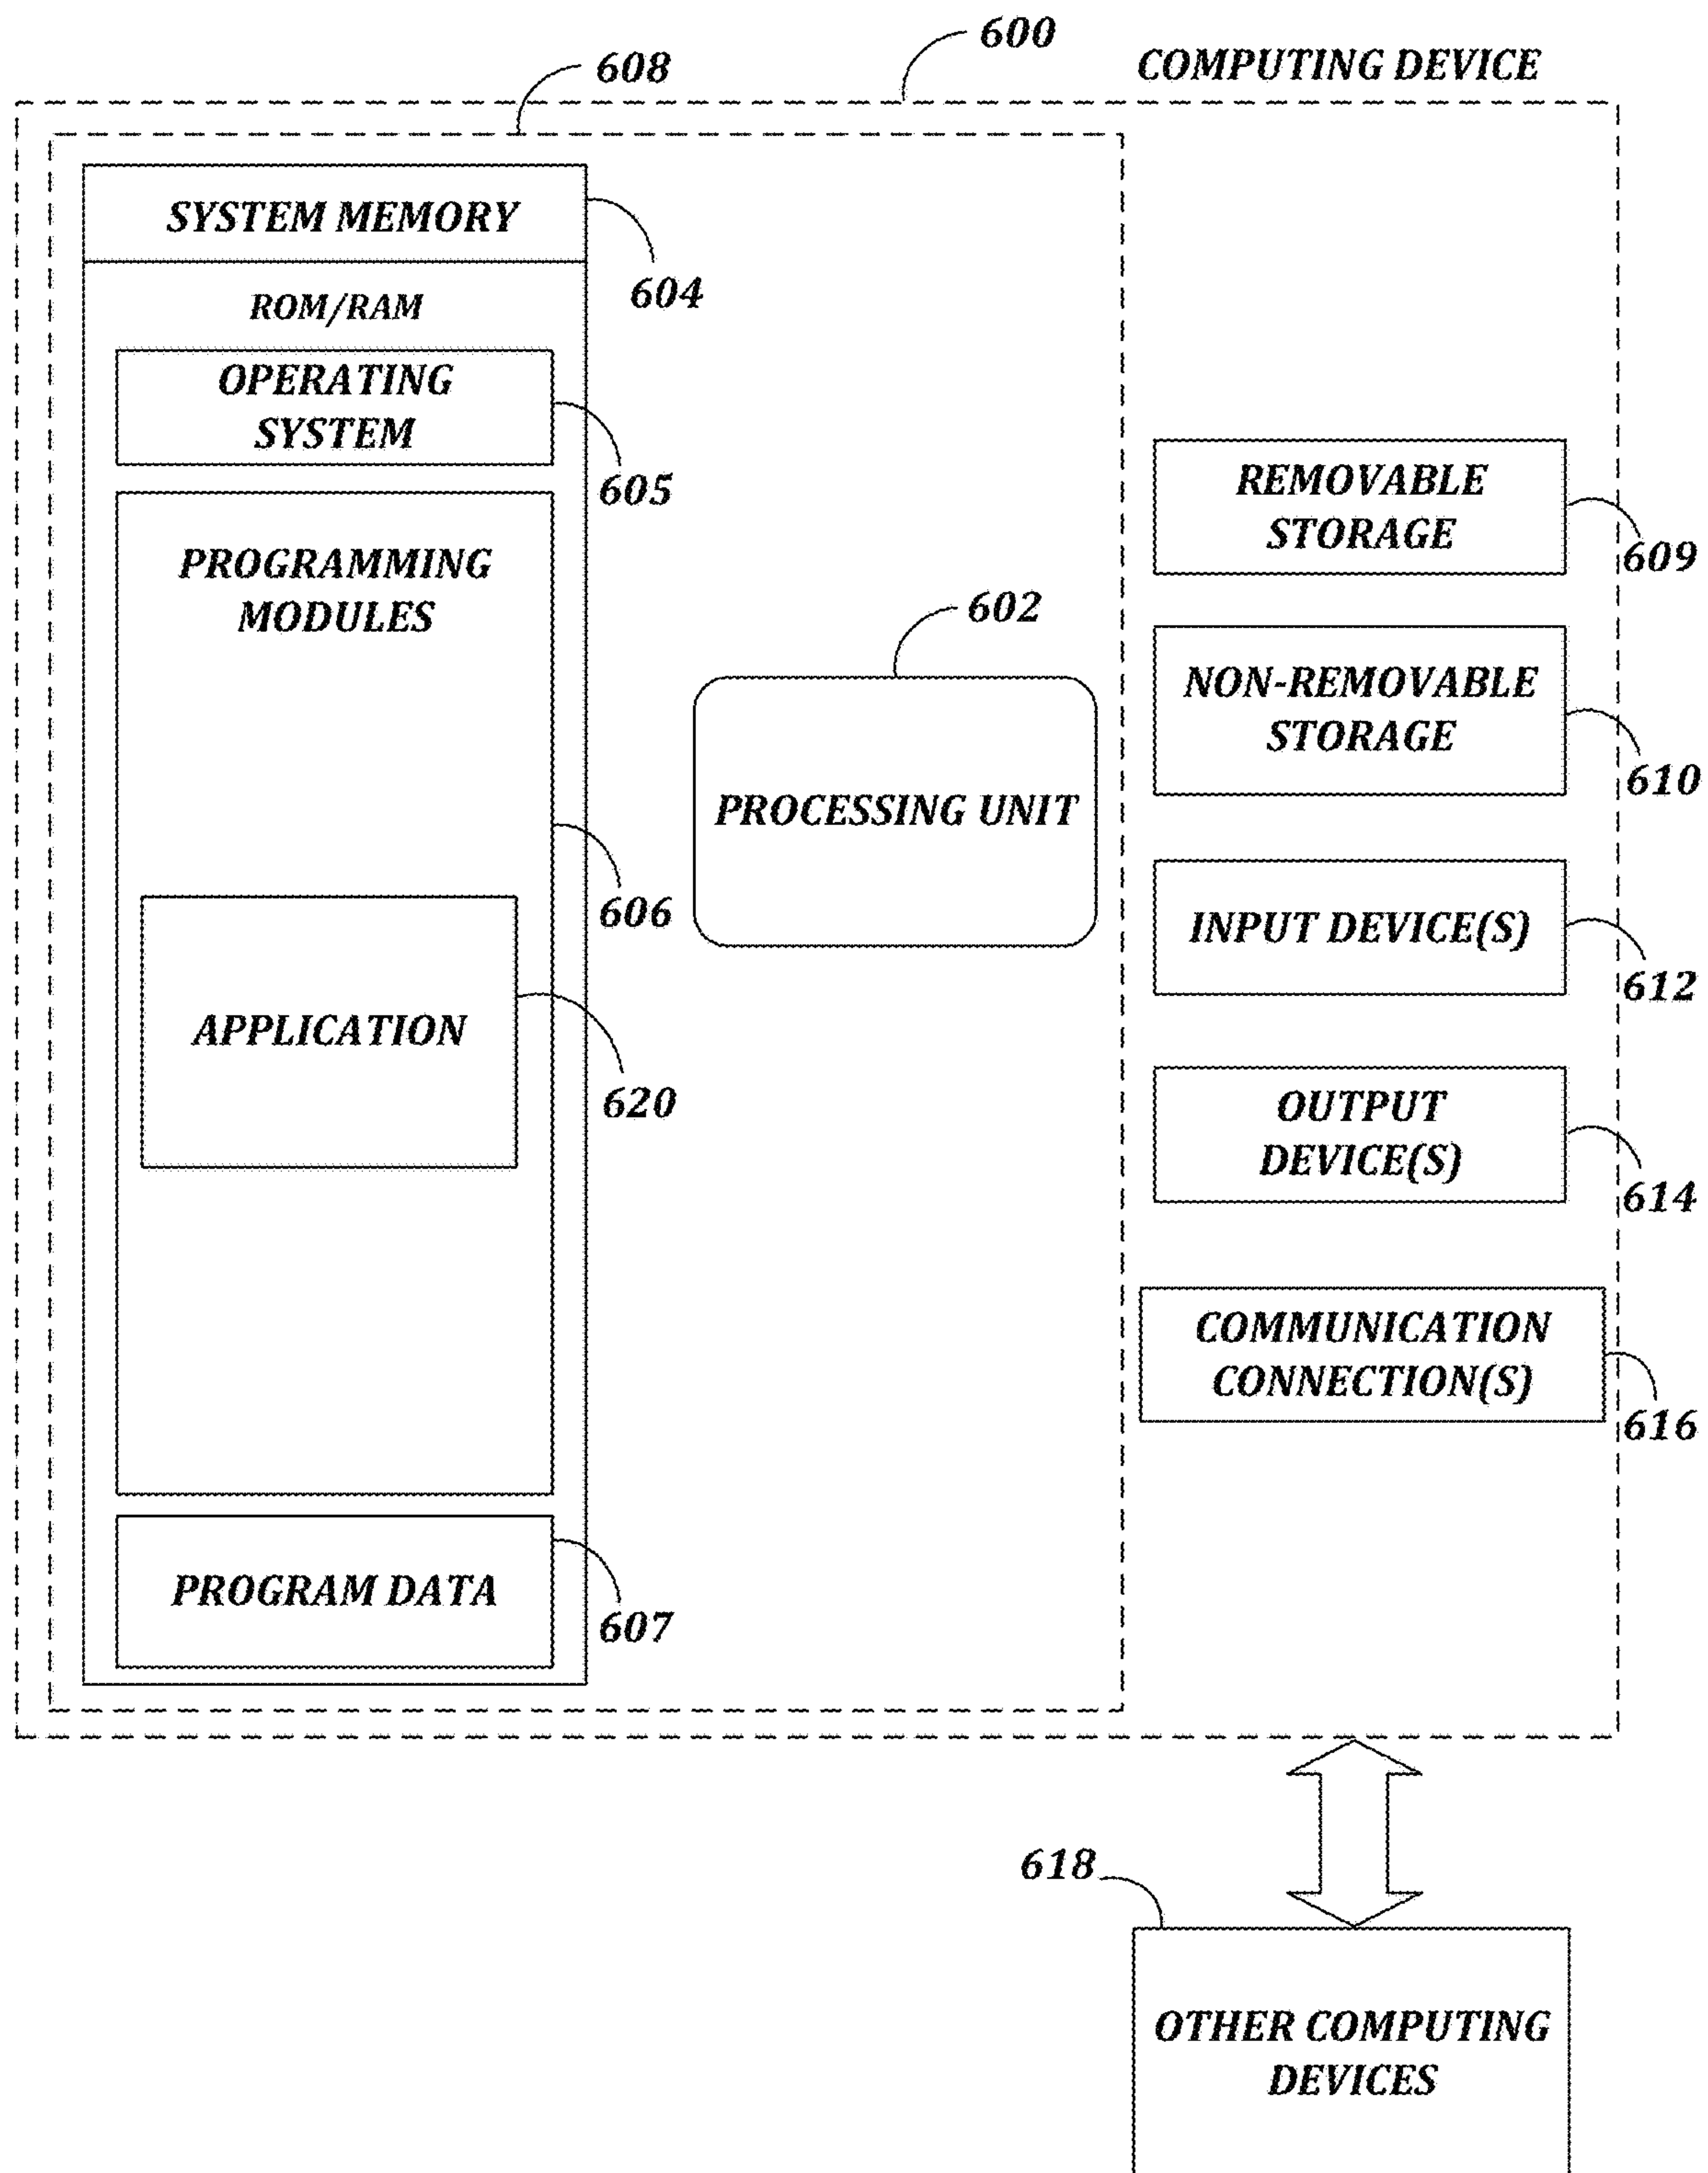 600
COMPUTING DEVICE
608
SYSTEM MEMORY
604
ROM/RAM
OPERATING
SYSTEM
605
PROGRAMMING
MODULES
606
APPLICATION
620
PROGRAM DATA
607
602
PROCESSING UNIT
REMOVABLE
STORAGE
609
NON-REMOVABLE
STORAGE
610
INPUT DEVICE(S)
612
OUTPUT
DEVICE(S)
614
COMMUNICATION
CONNECTION(S)
616
618
OTHER COMPUTING
DEVICES